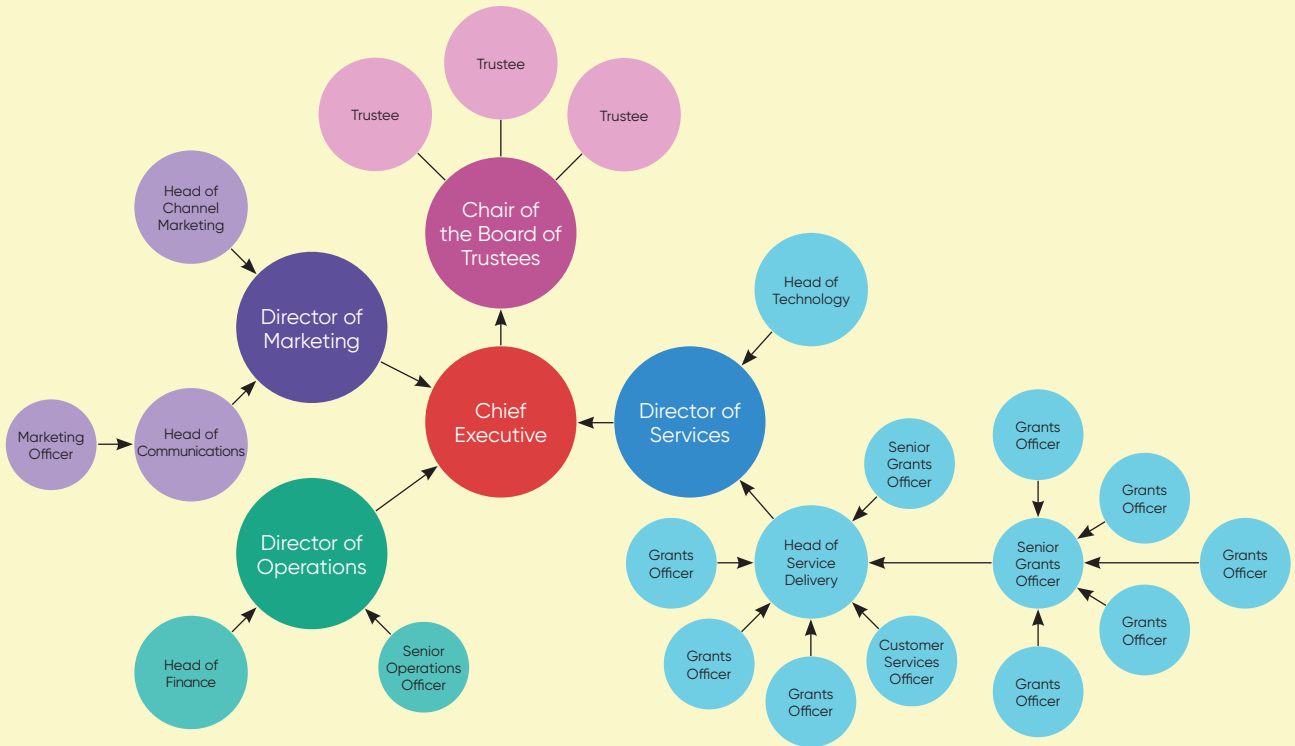 Trustee
Trustee
Trustee
Head of
Channel
Marketing
Chair of
the Board of
Trustees
Head of
Technology
Director of
Marketing
Chief
Executive
Director of
Services
Marketing
Officer
Head of
Communications
Senior
Grants
Officer
Grants
Officer
Grants
Officer
Director of
Operations
Grants
Officer
Head of
Service
Delivery
Senior
Grants
Officer
Grants
Officer
Grants
Officer
Head of
Finance
Senior
Operations
Officer
Grants
Officer
Customer
Services
Officer
Grants
Officer
Grants
Officer